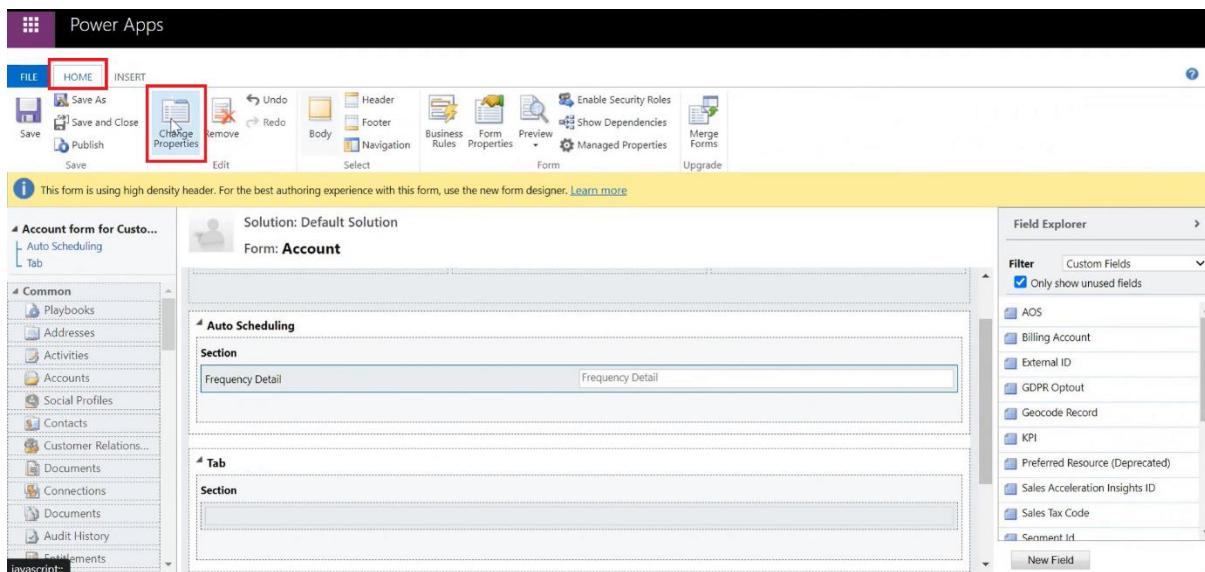 Power Apps
FILE HOME INSERT
Save
Save As
Save and Close
Publish
Save
Change Properties
Remove
Undo
Redo
Edit
Body
Header
Footer
Navigation
Select
Business Rules
Form Properties
Preview
Enable Security Roles
Show Dependencies
Managed Properties
Form
Merge Forms
Upgrade
This form is using high density header. For the best authoring experience with this form, use the new form designer. Learn more
Account form for Custo...
Auto Scheduling
Tab
Common
Playbooks
Addresses
Activities
Accounts
Social Profiles
Contacts
Customer Relations...
Documents
Connections
Documents
Audit History
Entitlements
javascript:;
Solution: Default Solution
Form: Account
Auto Scheduling
Section
Frequency Detail Frequency Detail
Tab
Section
Field Explorer
Filter Custom Fields
Only show unused fields
AOS
Billing Account
External ID
GDPR Optout
Geocode Record
KPI
Preferred Resource (Deprecated)
Sales Acceleration Insights ID
Sales Tax Code
Segment Id
New Field